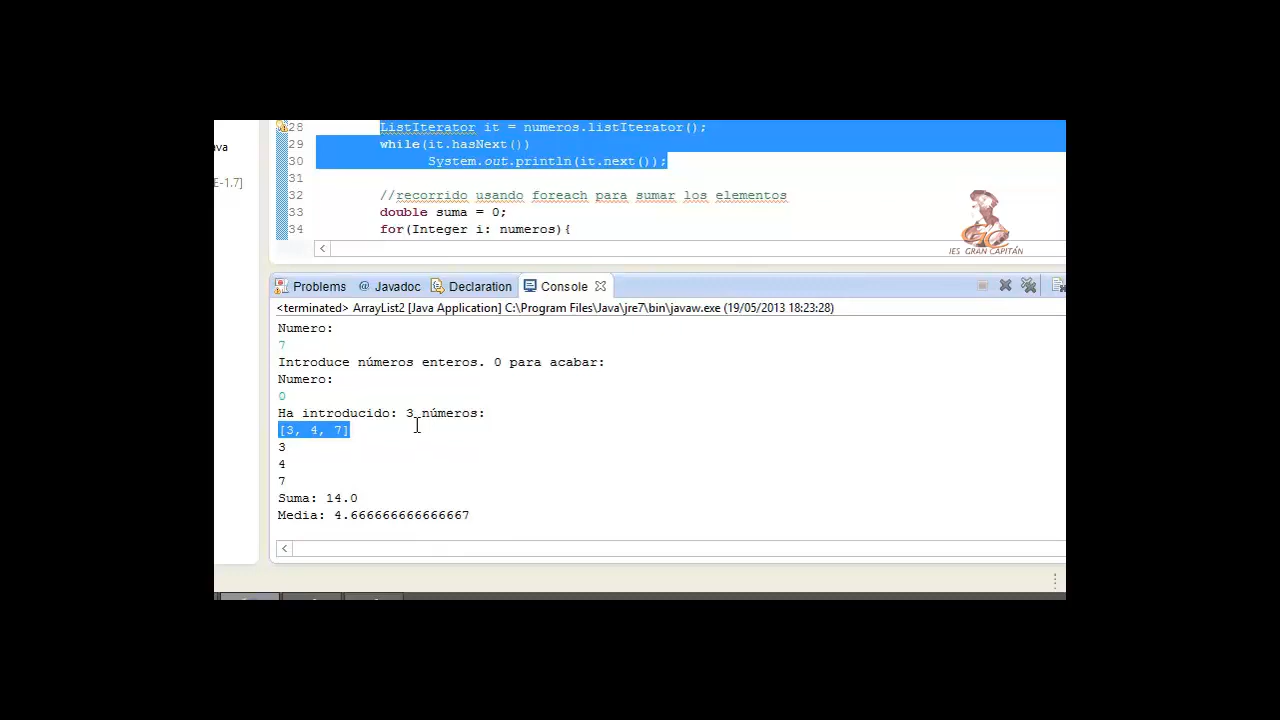 28 ListIterator it = numeros.listIterator();
ava
29 while(it.hasNext())
30 System.out.println(it.next());
31
E-1.7]
32 //recorrido usando foreach para sumar los elementos
33 double suma = 0;
34 for(Integer i: numeros){
IES GRAN CAPITÁN
Problems @ Javadoc Declaration Console
<terminated> ArrayList2 [Java Application] C:\Program Files\Java\jre7\bin\javaw.exe (19/05/2013 18:23:28)
Numero:
7
Introduce números enteros. 0 para acabar:
Numero:
0
Ha introducido: 3 números:
[3, 4, 7]
3
4
7
Suma: 14.0
Media: 4.666666666666667